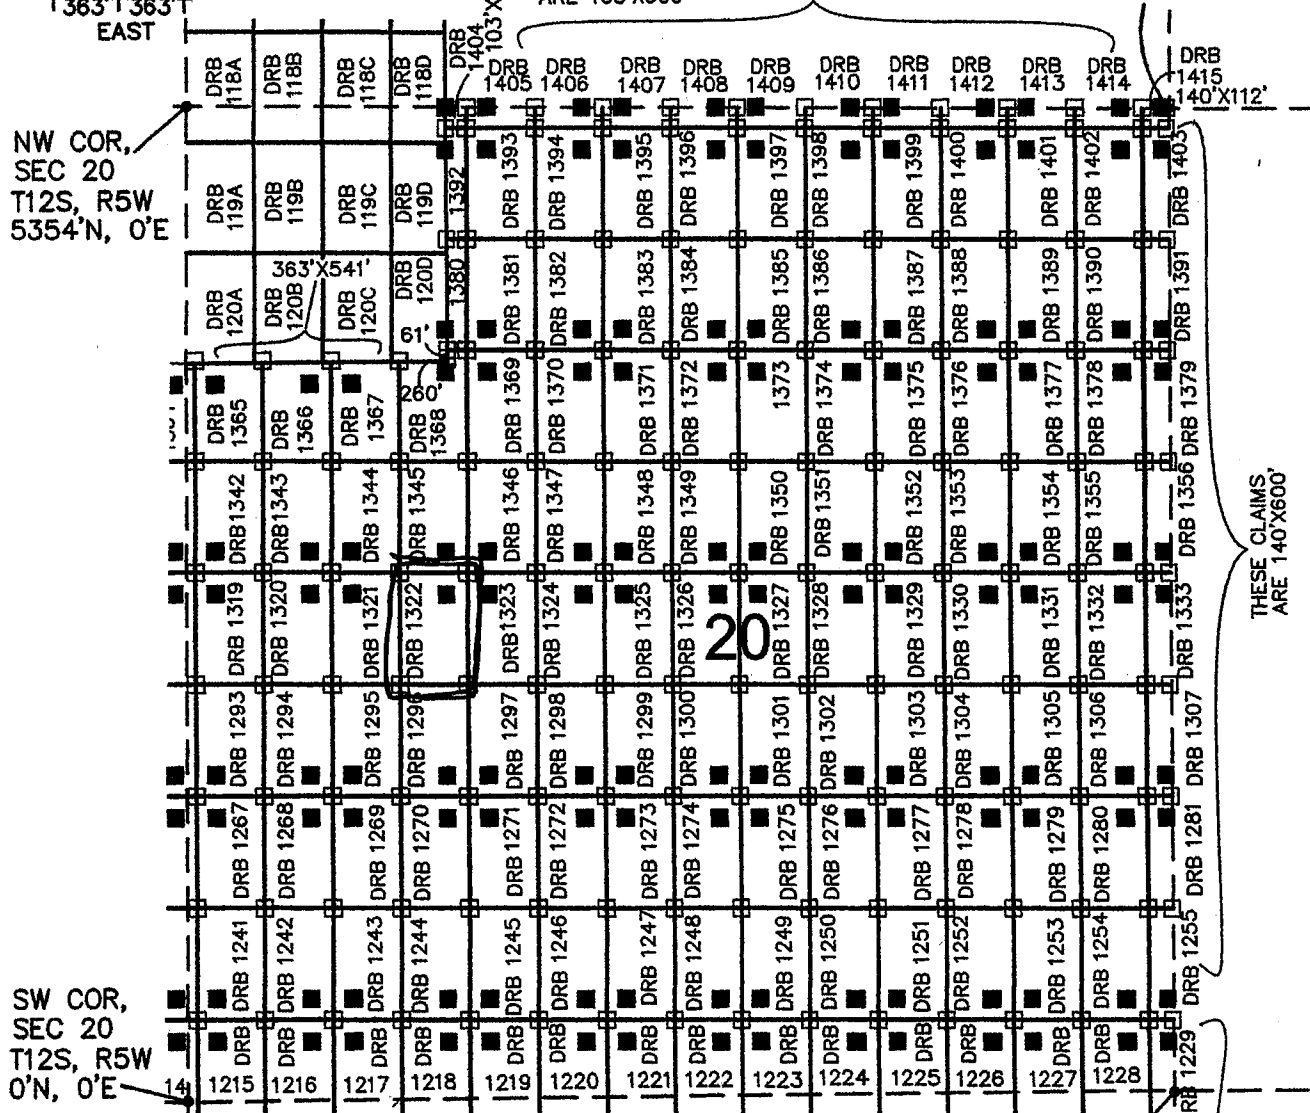 1363'1363'1
EAST
DRB 1404
103'X
DRB 118A
DRB 118B
DRB 118C
DRB 118D
DRB 1405
DRB 1406
DRB 1407
DRB 1408
DRB 1409
DRB 1410
DRB 1411
DRB 1412
DRB 1413
DRB 1414
DRB 1415
140'X112'
NW COR,
SEC 20
T12S, R5W
5354'N, 0'E
DRB 119A
DRB 119B
DRB 119C
DRB 119D
1392
DRB 1393
DRB 1394
DRB 1395
DRB 1396
DRB 1397
DRB 1398
DRB 1399
DRB 1400
DRB 1401
DRB 1402
DRB 1403
363'X541'
DRB 120A
DRB 120B
DRB 120C
DRB 120D
1380
DRB 1381
DRB 1382
DRB 1383
DRB 1384
DRB 1385
DRB 1386
DRB 1387
DRB 1388
DRB 1389
DRB 1390
DRB 1391
61'
260'
DRB 1365
DRB 1366
DRB 1367
DRB 1368
DRB 1369
DRB 1370
DRB 1371
DRB 1372
1373
DRB 1374
DRB 1375
DRB 1376
DRB 1377
DRB 1378
DRB 1379
DRB1342
DRB1343
DRB 1344
DRB 1345
DRB 1346
DRB 1347
DRB 1348
DRB 1349
DRB 1350
DRB 1351
DRB 1352
DRB 1353
DRB 1354
DRB 1355
DRB 1356
THESE CLAIMS
ARE 140'X600'
DRB 1319
DRB 1320
DRB 1321
DRB 1322
DRB1323
DRB 1324
DRB 1325
DRB 1326
20
DRB 1327
DRB 1328
DRB 1329
DRB 1330
DRB 1331
DRB 1332
DRB 1333
DRB 1293
DRB 1294
DRB 1295
DRB 1296
DRB 1297
DRB 1298
DRB 1299
DRB 1300
DRB 1301
DRB 1302
DRB 1303
DRB 1304
DRB 1305
DRB 1306
DRB 1307
DRB 1267
DRB 1268
DRB 1269
DRB 1270
DRB 1271
DRB 1272
DRB 1273
DRB 1274
DRB 1275
DRB 1276
DRB 1277
DRB 1278
DRB 1279
DRB 1280
DRB 1281
DRB 1241
DRB 1242
DRB 1243
DRB 1244
DRB 1245
DRB 1246
DRB 1247
DRB 1248
DRB 1249
DRB 1250
DRB 1251
DRB 1252
DRB 1253
DRB 1254
DRB 1255
SW COR,
SEC 20
T12S, R5W
0'N, 0'E
14
DRB 1215
DRB 1216
DRB 1217
DRB 1218
DRB 1219
DRB 1220
DRB 1221
DRB 1222
DRB 1223
DRB 1224
DRB 1225
DRB 1226
DRB 1227
DRB 1228
RB 1229